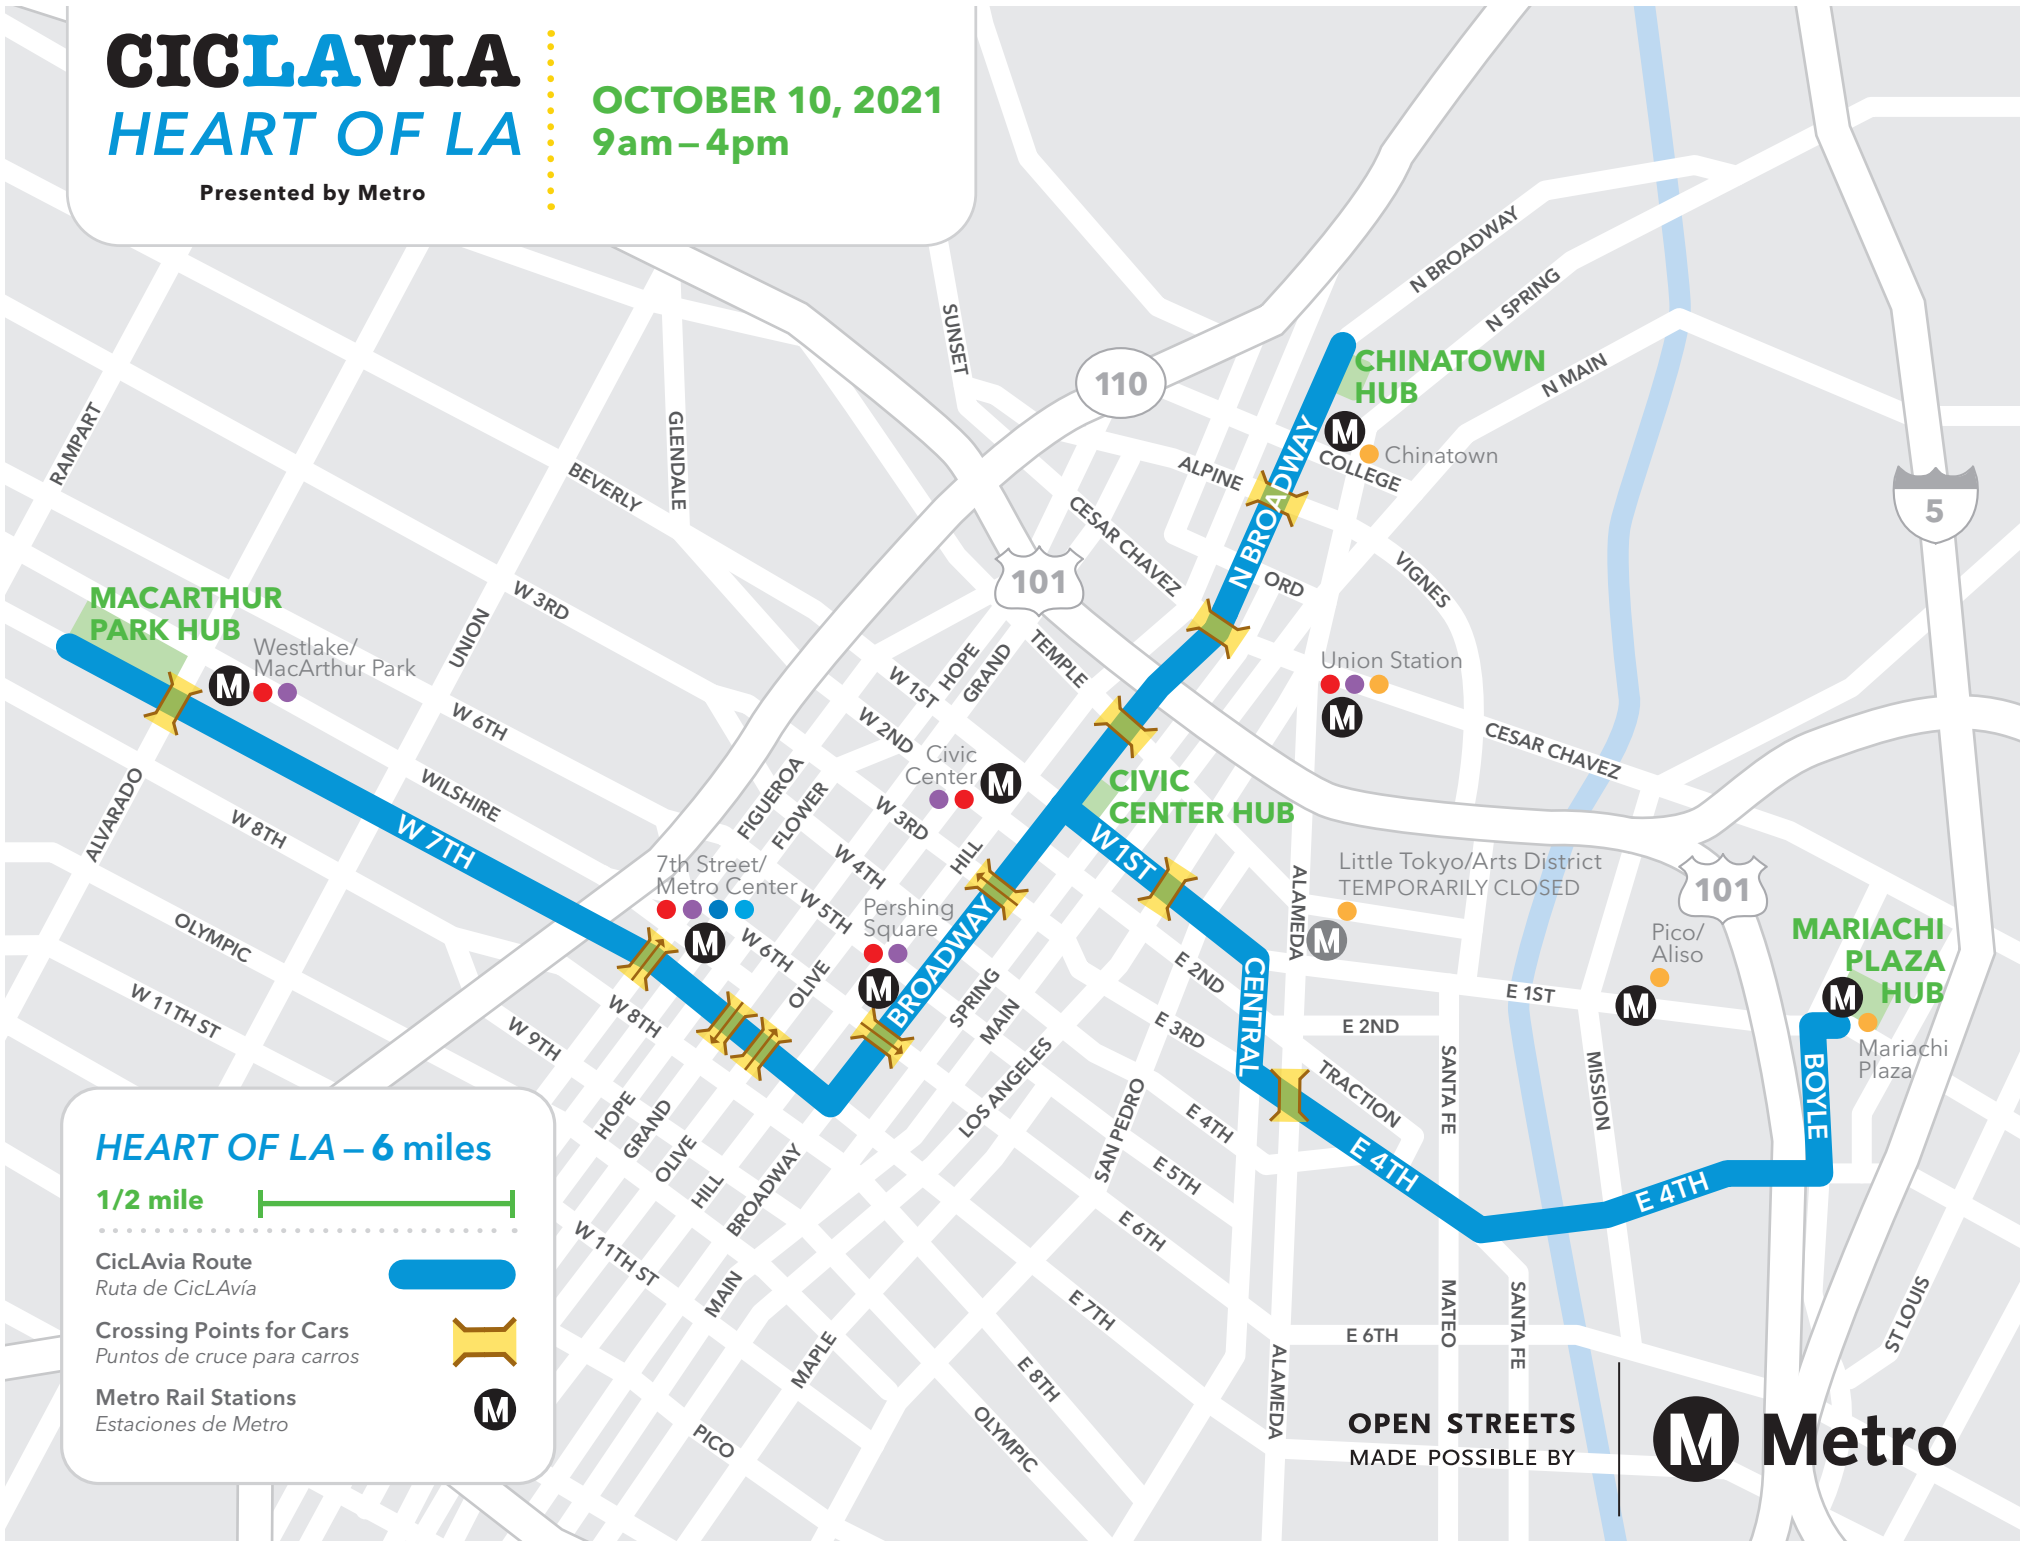 CICLAVIA
HEART OF LA
Presented by Metro
OCTOBER 10, 2021
9am – 4pm
N BROADWAY
N SPRING
N MAIN
SUNSET
110
CHINATOWN
HUB
M
Chinatown
COLLEGE
ALPINE
N BROADWAY
RAMPART
GLENDALE
BEVERLY
CESAR CHAVEZ
5
101
ORD
VIGNES
MACARTHUR
PARK HUB
Westlake/
MacArthur Park
M
UNION
W 3RD
HOPE
GRAND
TEMPLE
W 1ST
W 2ND
Union Station
M
CESAR CHAVEZ
W 6TH
WILSHIRE
FIGUEROA
FLOWER
Civic
Center
M
CIVIC
CENTER HUB
W 3RD
ALVARADO
W 8TH
W 7TH
W 4TH
HILL
W 1ST
7th Street/
Metro Center
M
W 5TH
W 6TH
Pershing
Square
M
OLIVE
BROADWAY
ALAMEDA
Little Tokyo/Arts District
TEMPORARILY CLOSED
M
101
Pico/
Aliso
M
MARIACHI
PLAZA
HUB
M
Mariachi
Plaza
OLYMPIC
W 11TH ST
W 9TH
W 8TH
SPRING
MAIN
LOS ANGELES
E 2ND
CENTRAL
E 1ST
E 2ND
E 3RD
TRACTION
SANTA FE
MISSION
BOYLE
HOPE
GRAND
OLIVE
HILL
BROADWAY
SAN PEDRO
E 4TH
E 4TH
E 4TH
E 5TH
E 6TH
W 11TH ST
MAIN
MAPLE
PICO
E 7TH
E 8TH
OLYMPIC
ALAMEDA
E 6TH
MATEO
SANTA FE
ST LOUIS
HEART OF LA – 6 miles
1/2 mile
CicLAvia Route
Ruta de CicLAvía
Crossing Points for Cars
Puntos de cruce para carros
Metro Rail Stations
Estaciones de Metro
M
OPEN STREETS
MADE POSSIBLE BY
M Metro